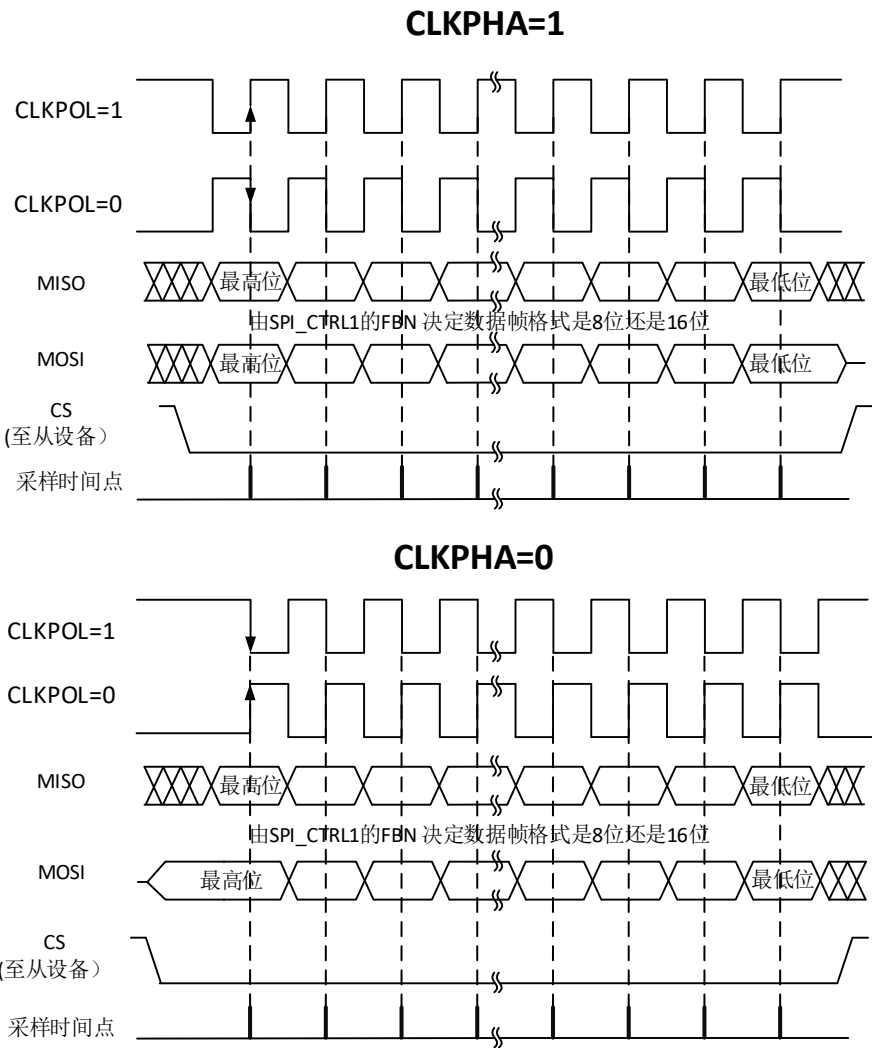 CLKPHA=1
CLKPOL=1
CLKPOL=0
MISO
最高位
最低位
由SPI_CTRL1的FBN 决定数据帧格式是8位还是16位
MOSI
最高位
最低位
CS
(至从设备）
采样时间点
CLKPHA=0
CLKPOL=1
CLKPOL=0
MISO
最高位
最低位
由SPI_CTRL1的FBN 决定数据帧格式是8位还是16位
MOSI
最高位
最低位
CS
(至从设备）
采样时间点